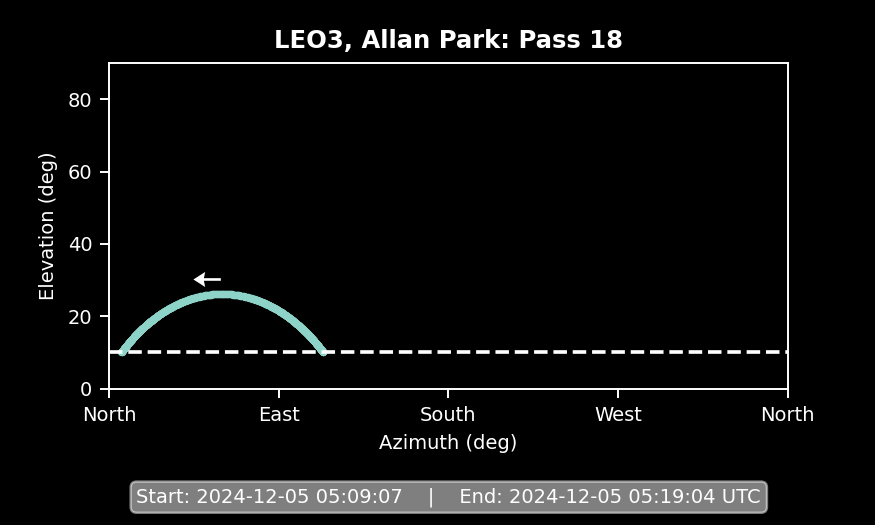 LEO3, Allan Park: Pass 18
80
60
40
20
0
Elevation (deg)
North East South West North
Azimuth (deg)
Start: 2024-12-05 05:09:07 | End: 2024-12-05 05:19:04 UTC